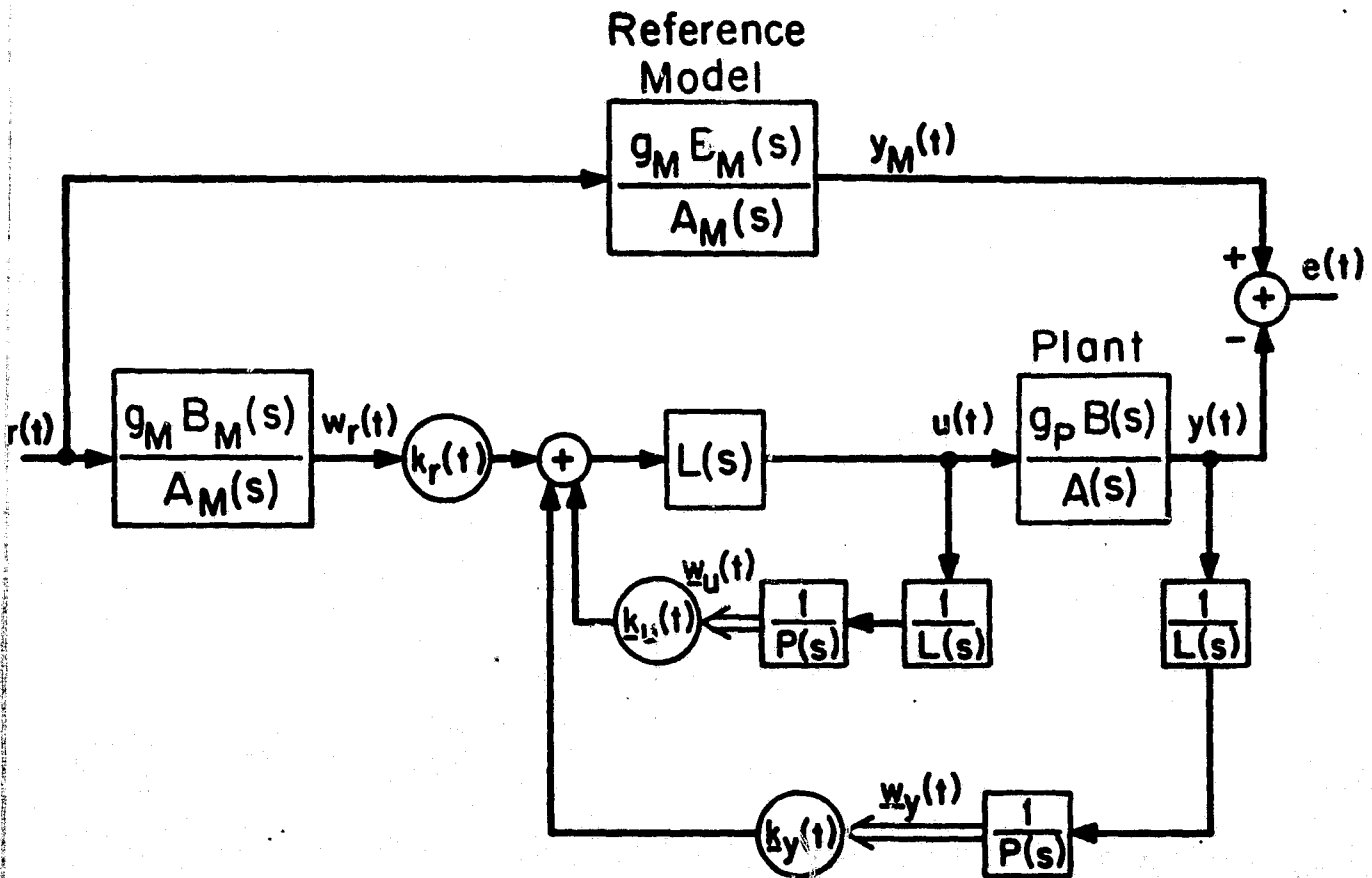 Reference
Model
g_M B_M(s)
A_M(s)
y_M(t)
+
e(t)
+
-
Plant
r(t)
g_M B_M(s)
A_M(s)
w_r(t)
k_r(t)
+
L(s)
u(t)
g_P B(s)
A(s)
y(t)
w_u(t)
k_u(t)
1
P(s)
1
L(s)
1
L(s)
w_y(t)
k_y(t)
1
P(s)